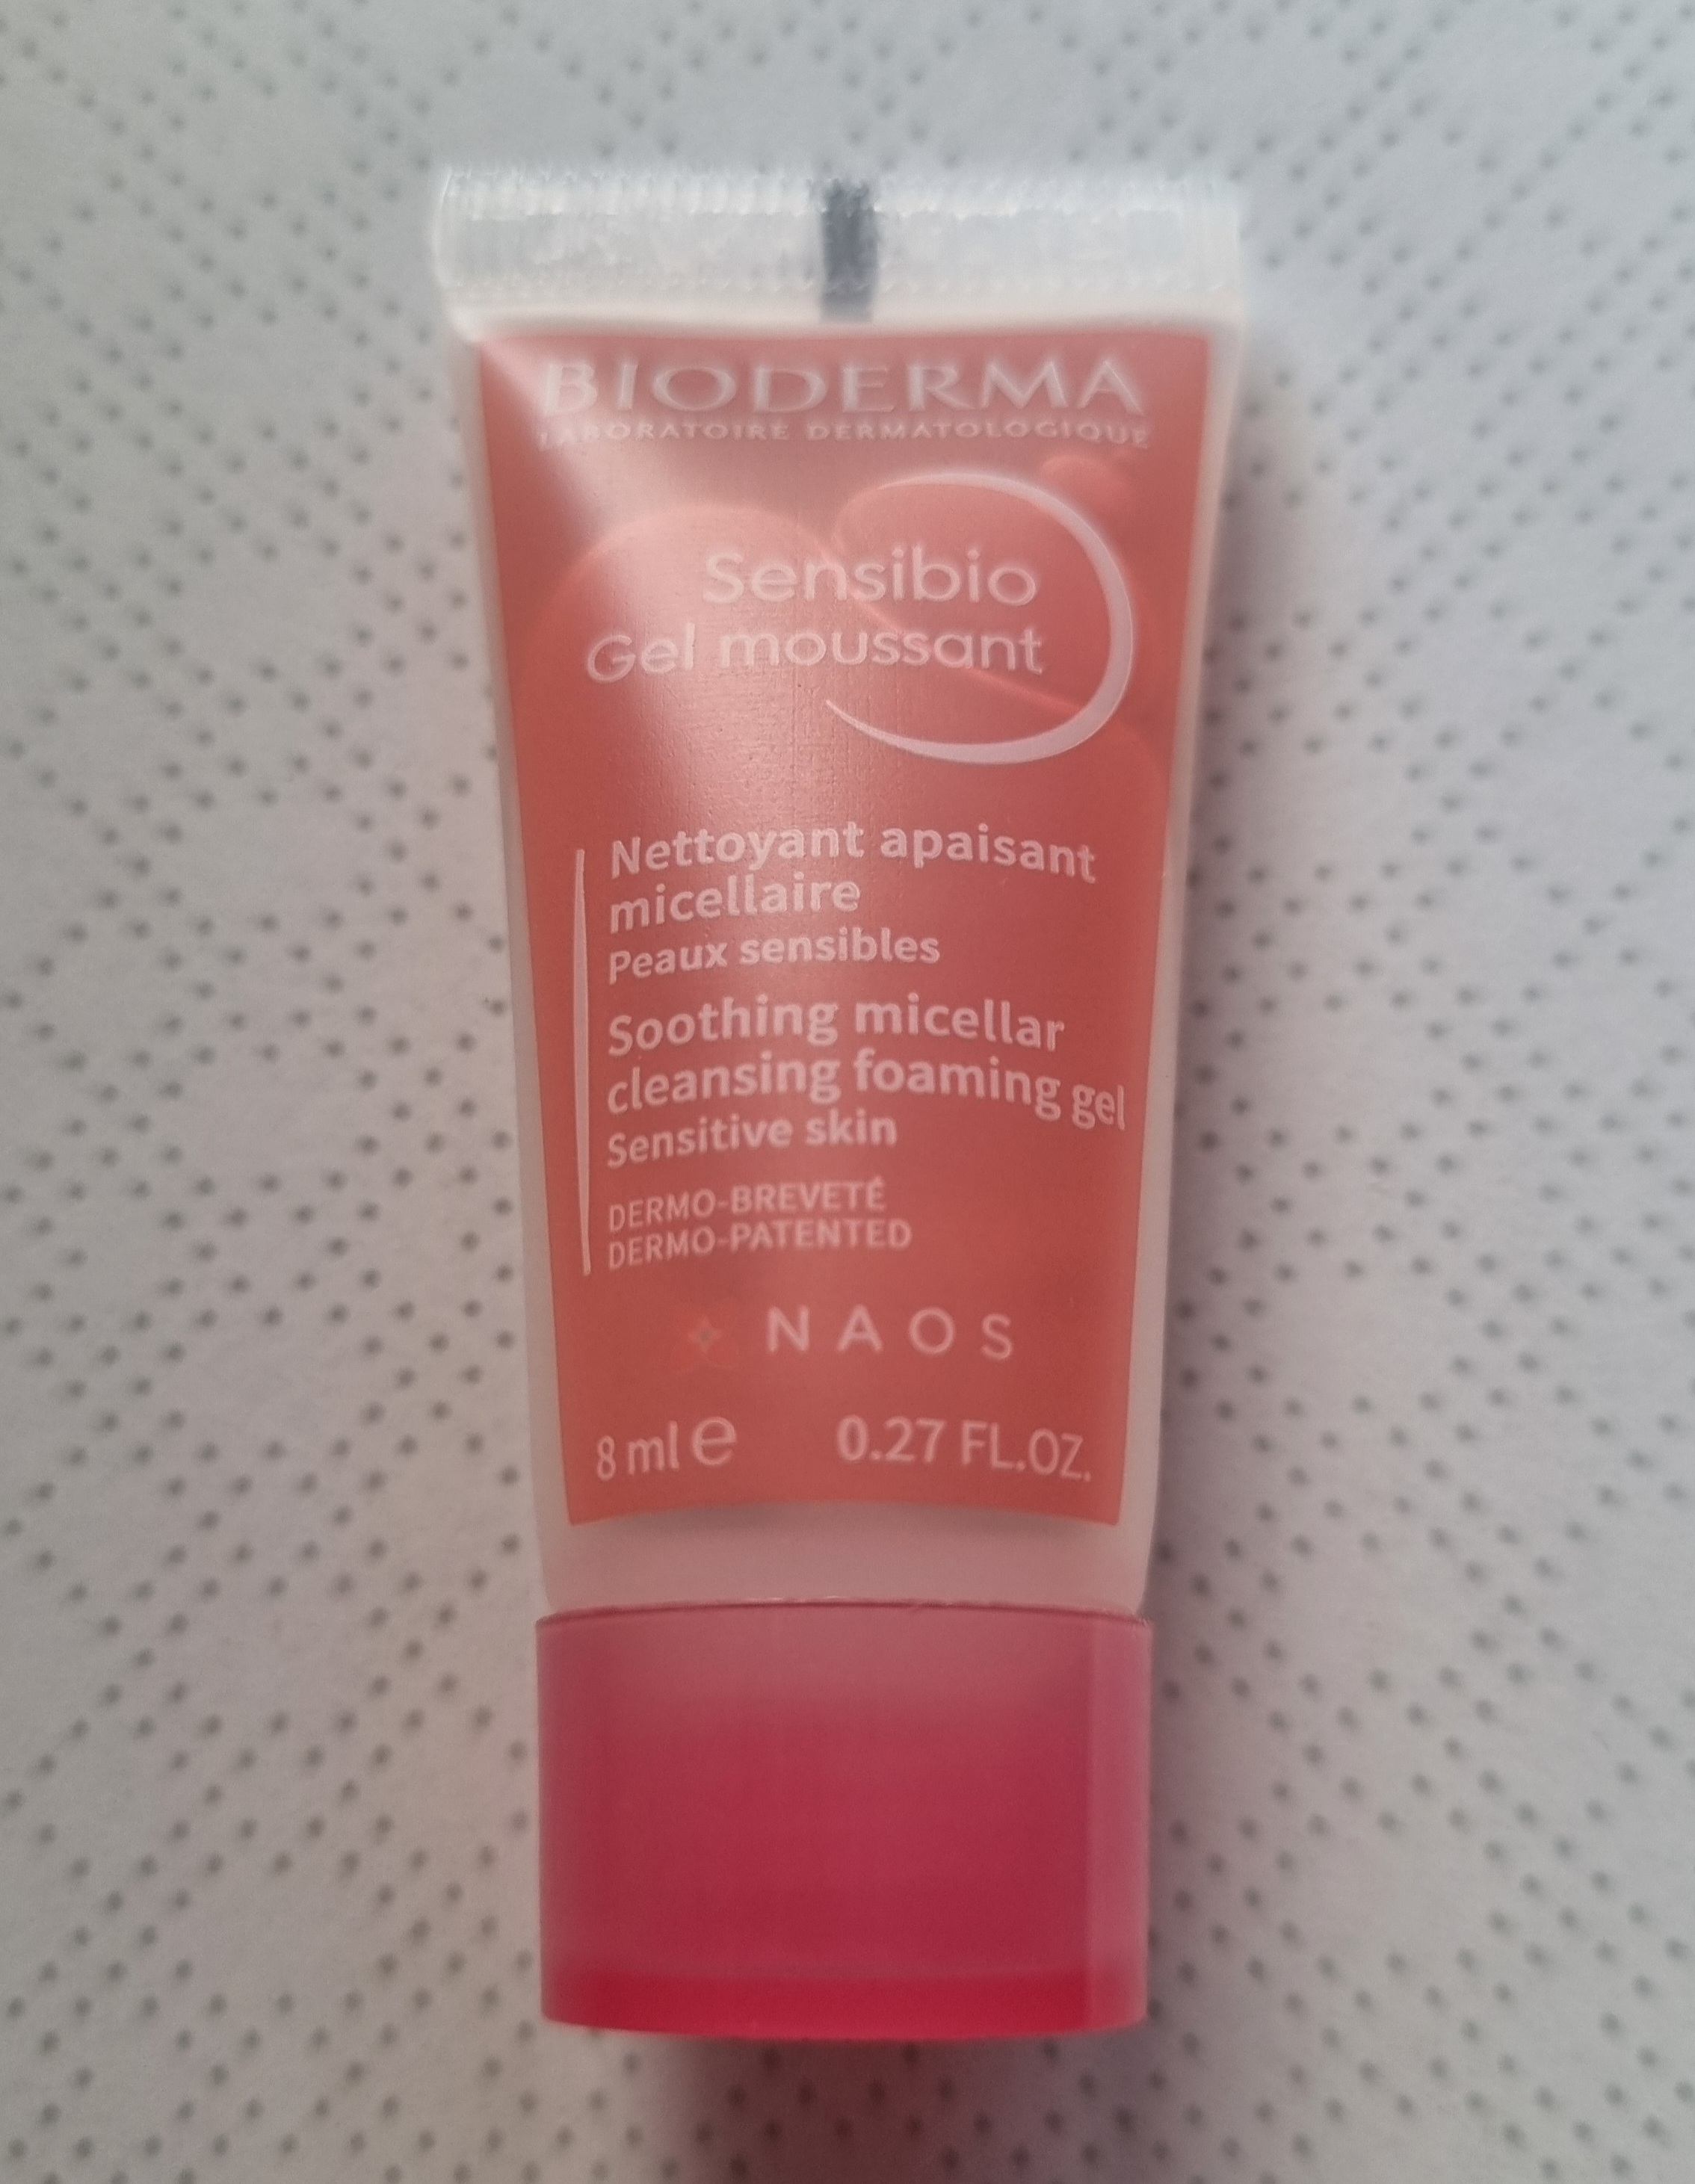 BIODERMA
LABORATOIRE DERMATOLOGIQUE
Sensibio
Gel moussant
Nettoyant apaisant
micellaire
Peaux sensibles
Soothing micellar
cleansing foaming gel
Sensitive skin
DERMO-BREVETÉ
DERMO-PATENTED
NAOS
8 ml e 0.27 FL.OZ.